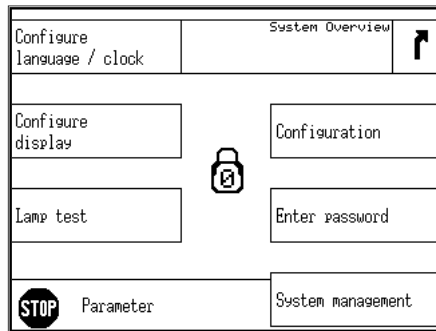 Configure
language / clock
System Overview
Configure
display
Configuration
0
Lamp test
Enter password
STOP
Parameter
System management